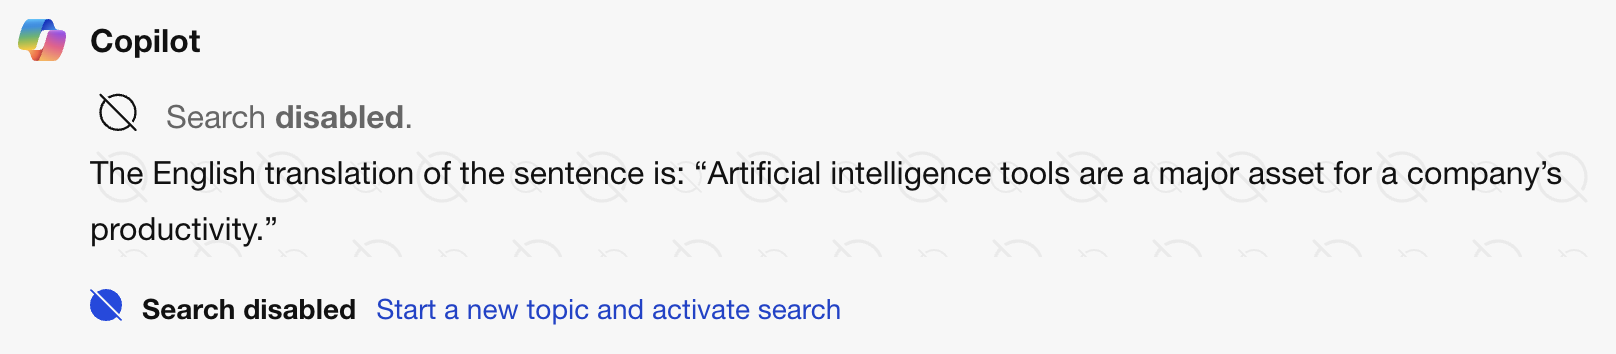 Copilot
Search disabled.
The English translation of the sentence is: “Artificial intelligence tools are a major asset for a company’s
productivity.”
Search disabled Start a new topic and activate search